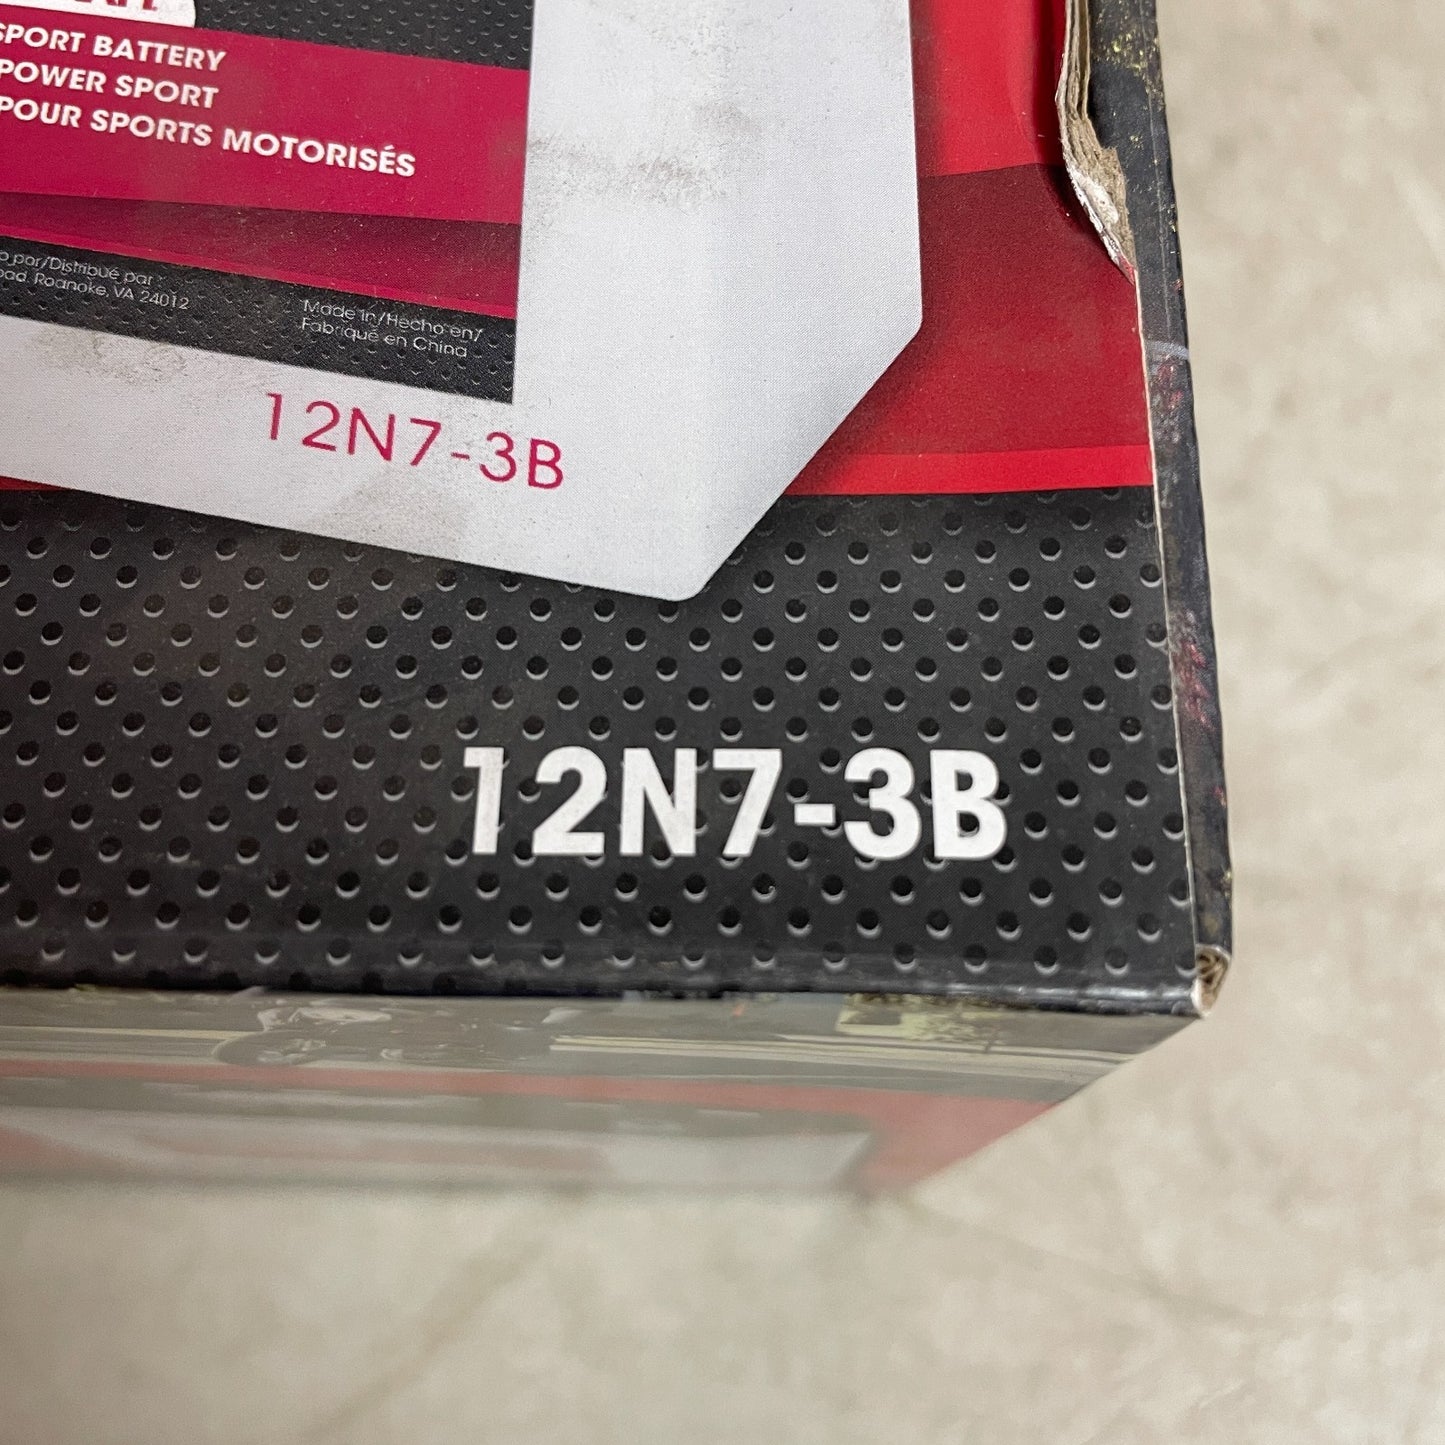 SPORT BATTERY
POWER SPORT
POUR SPORTS MOTORISÉS
por/Distribué par
Roanoke, VA 24012
Made in/Hecho en/
Fabriqué en China
12N7-3B
12N7-3B